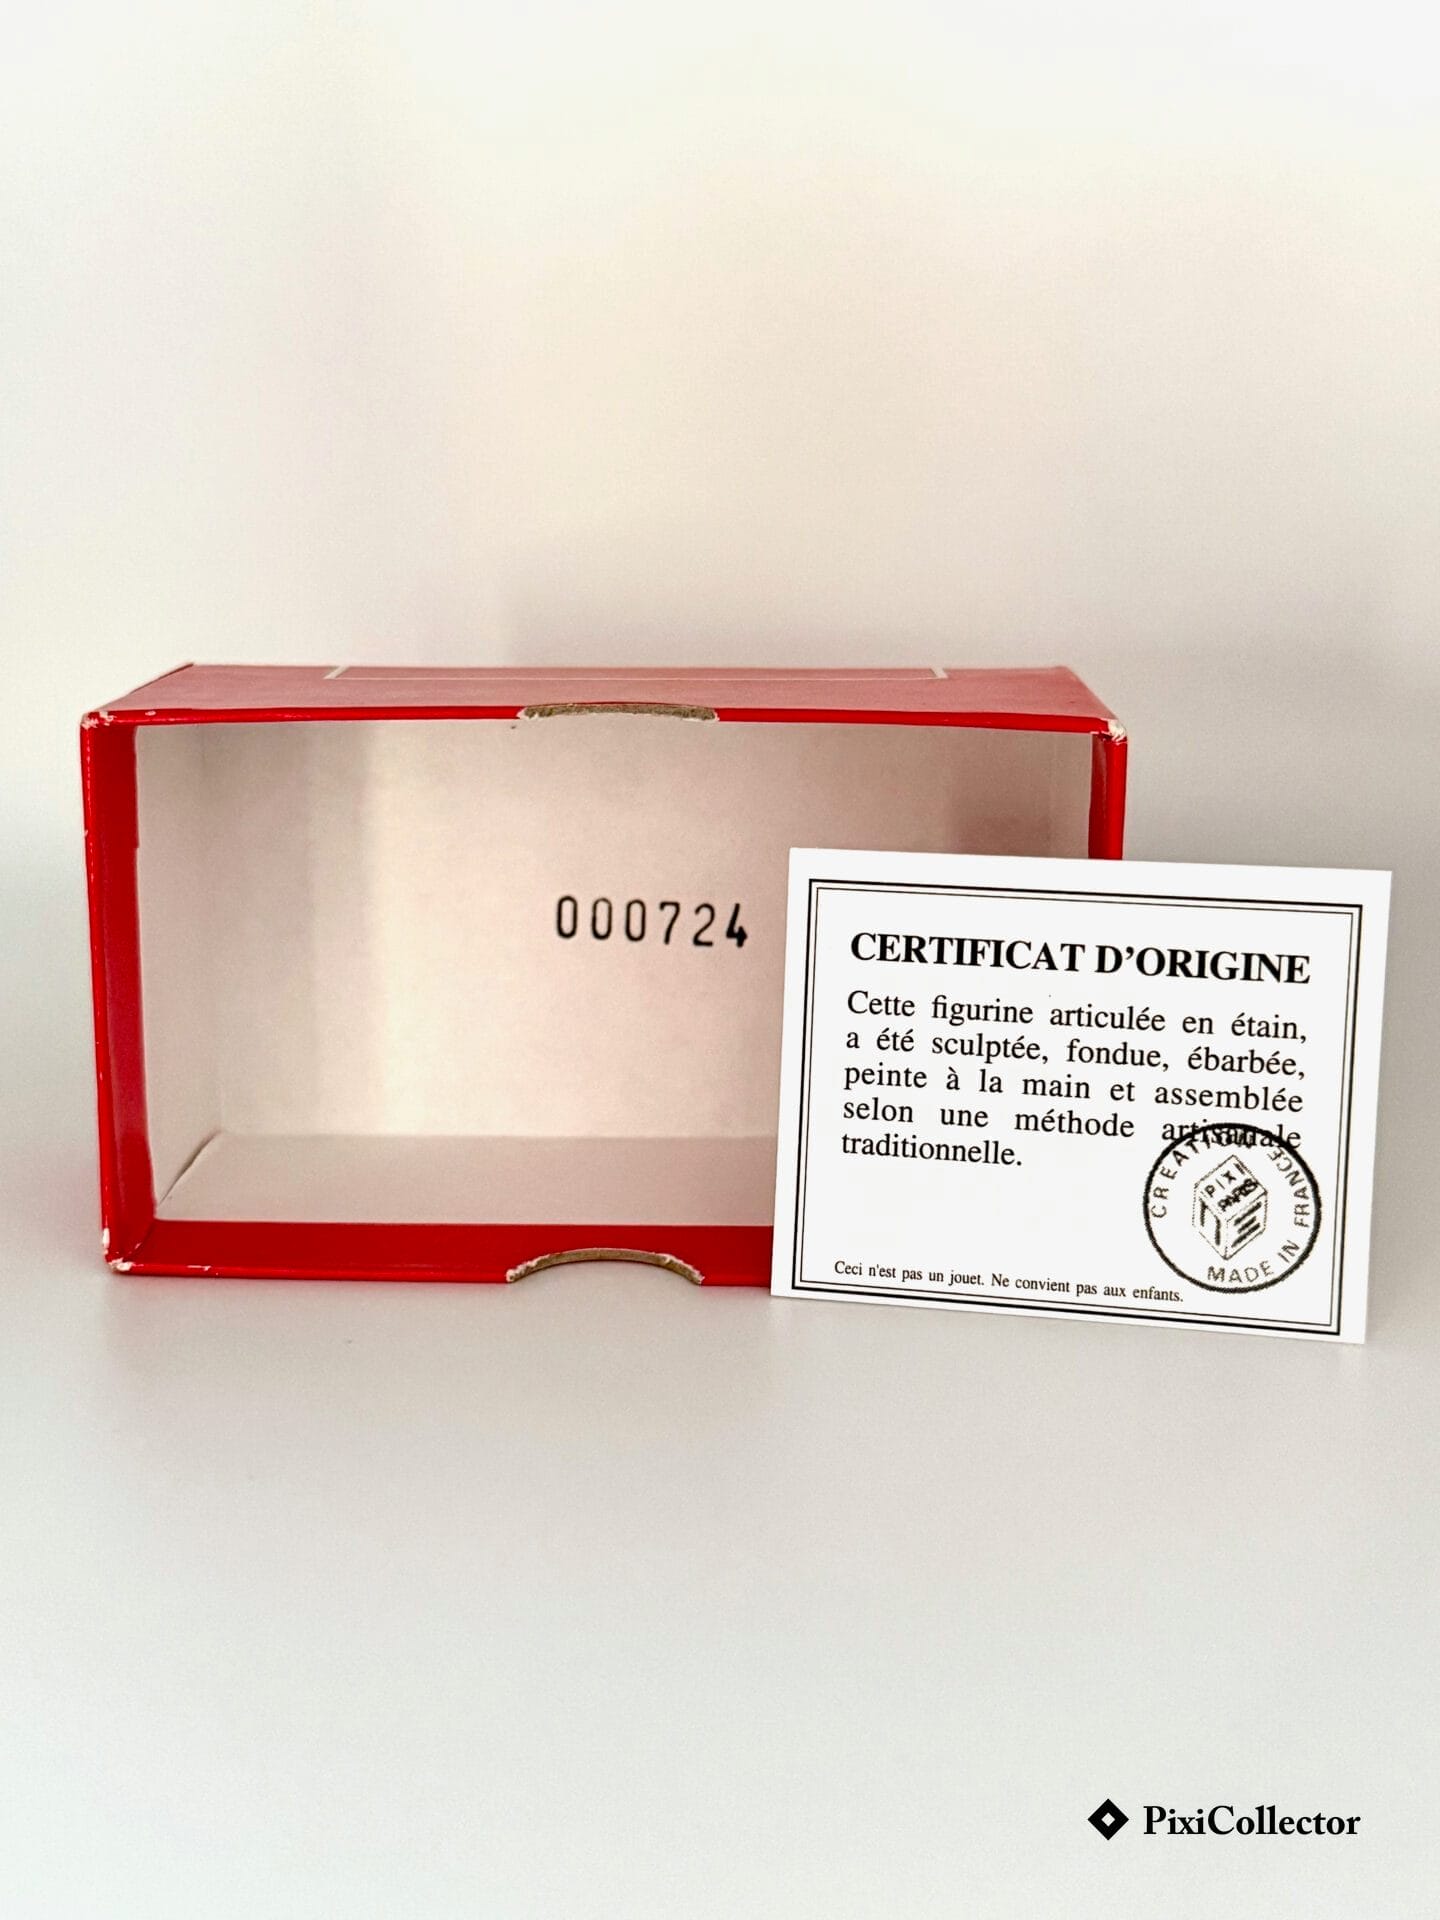 000724
CERTIFICAT D’ORIGINE
Cette figurine articulée en étain,
a été sculptée, fondue, ébarbée,
peinte à la main et assemblée
selon une méthode artisanale
traditionnelle.
CREATION
PIXI
PARIS
MADE IN FRANCE
Ceci n'est pas un jouet. Ne convient pas aux enfants.
PixiCollector